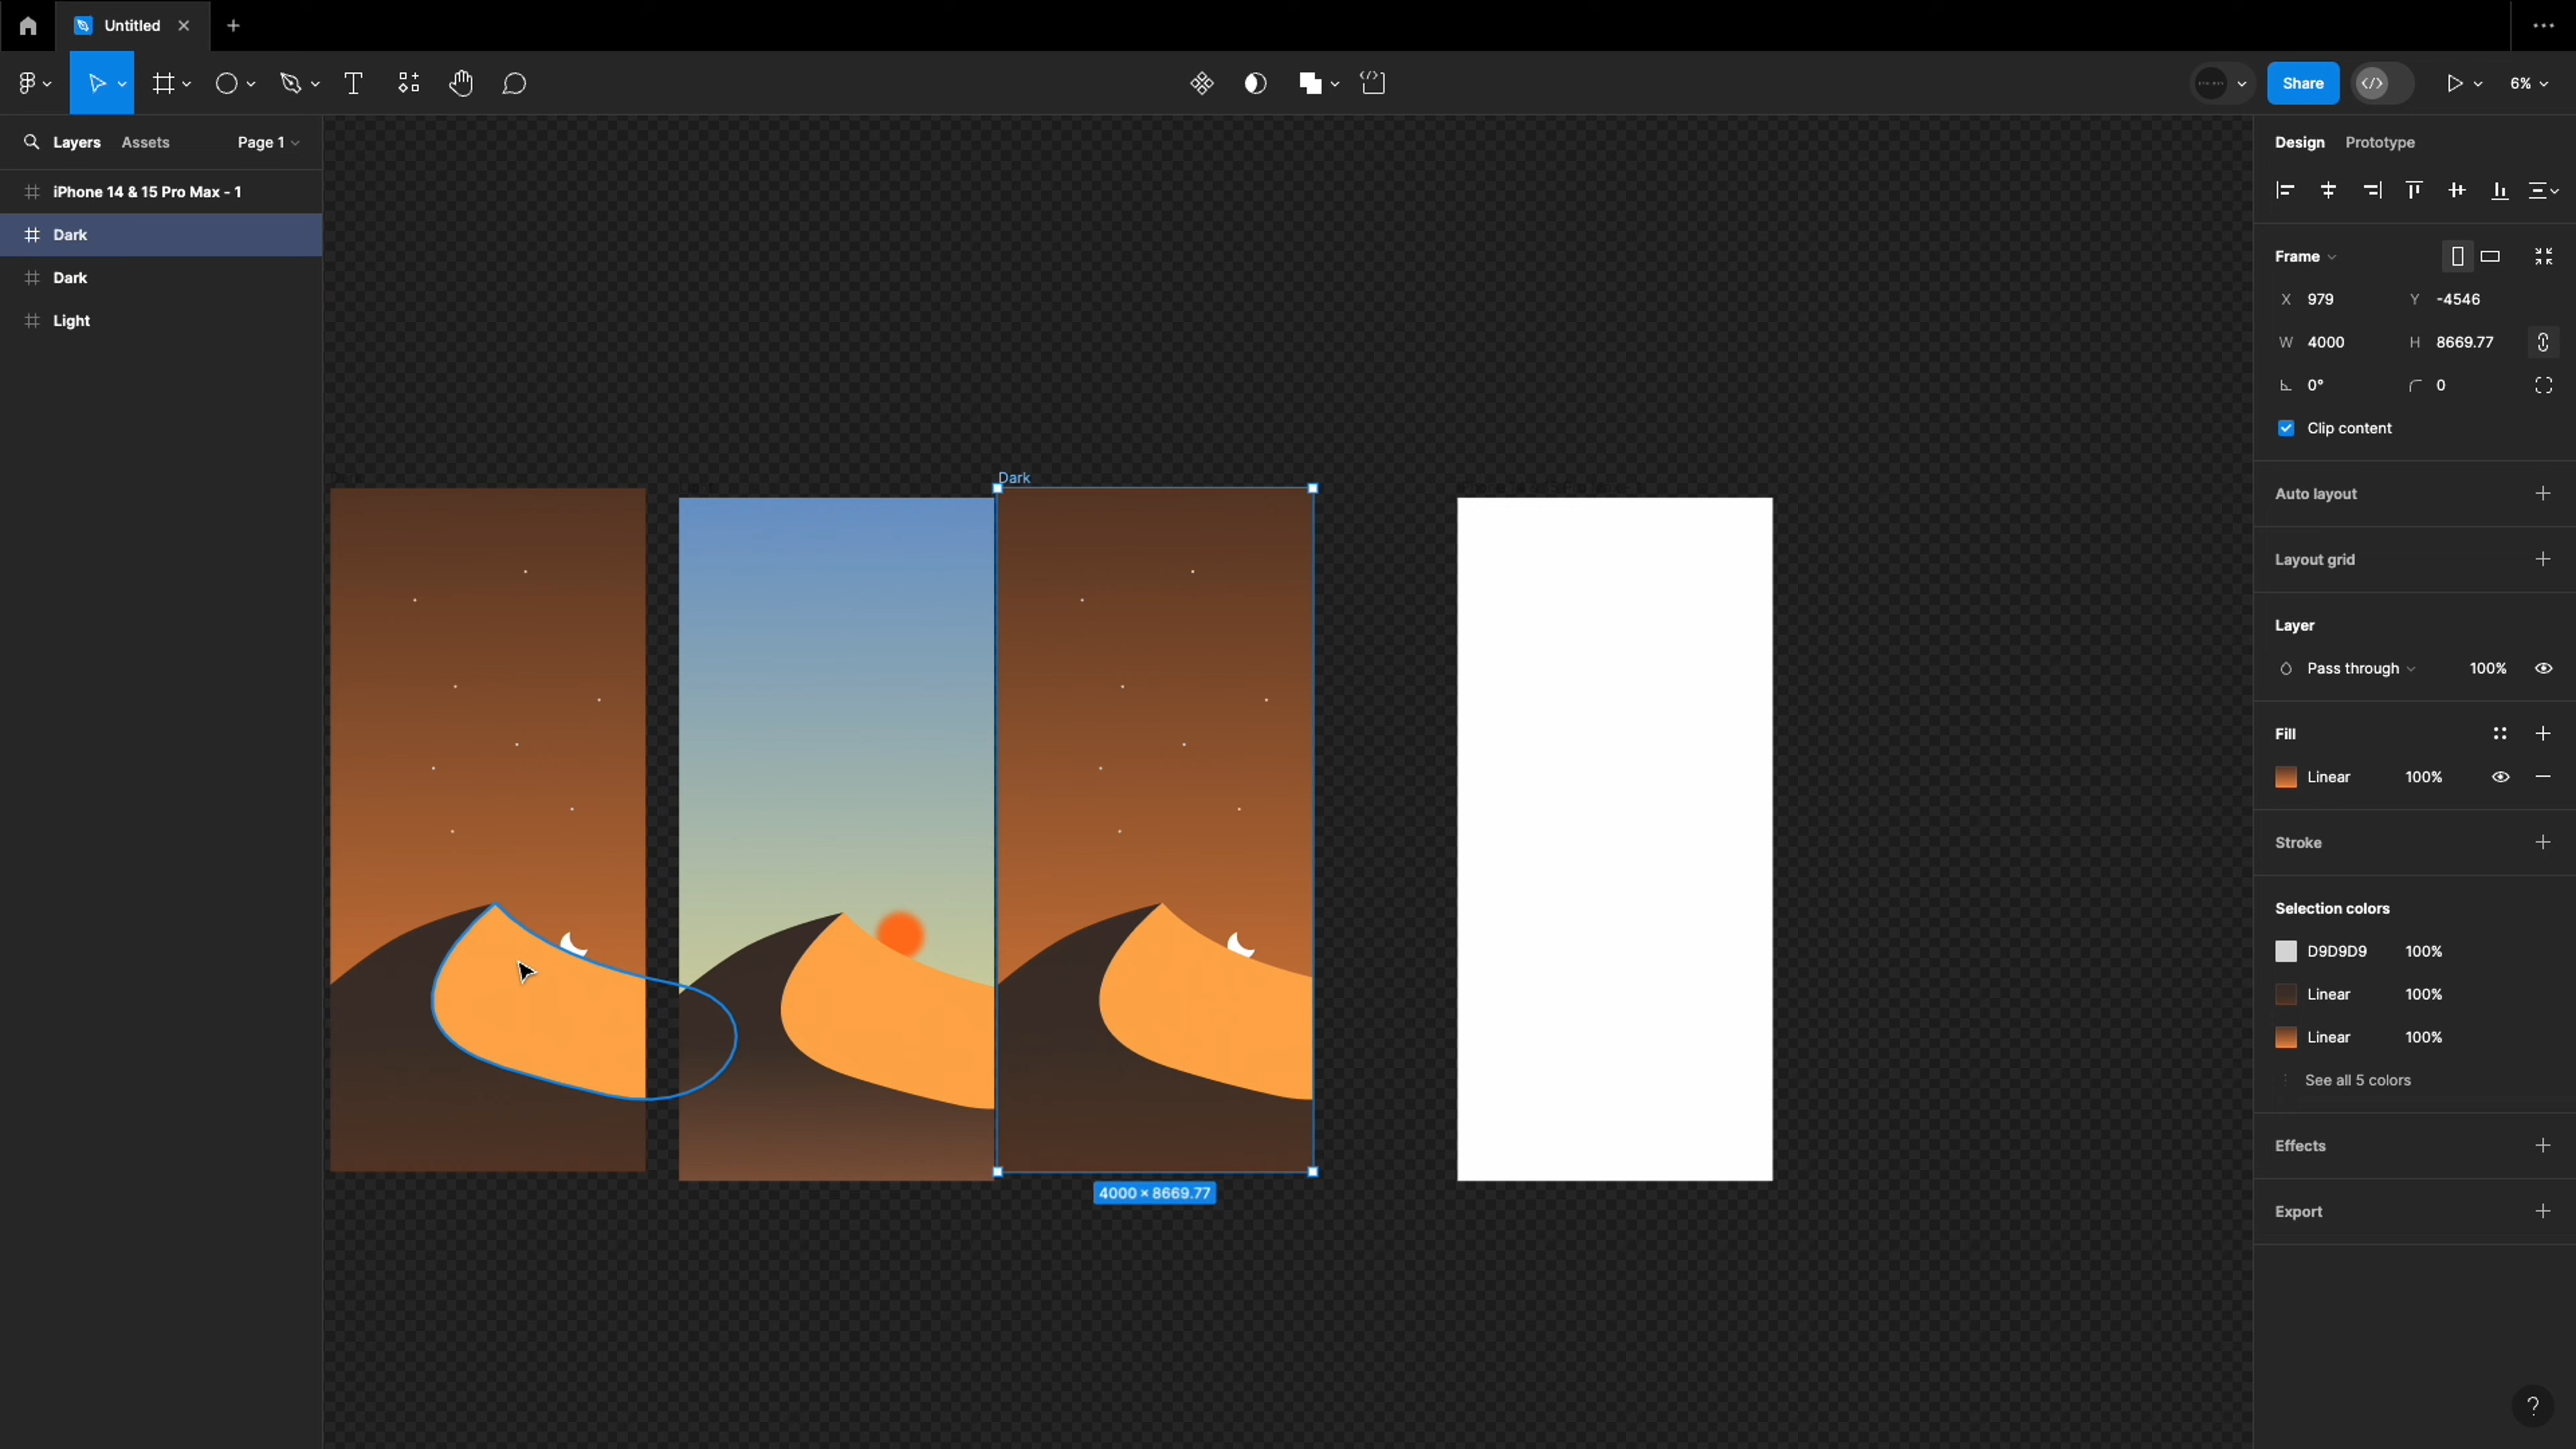 Untitled
Share
6%
Layers Assets Page 1
iPhone 14 & 15 Pro Max - 1
Dark
Dark
Light
Dark
4000 × 8669.77
Design Prototype
Frame
X 979 Y -4546
W 4000 H 8669.77
0° 0
Clip content
Auto layout
Layout grid
Layer
Pass through 100%
Fill
Linear 100%
Stroke
Selection colors
D9D9D9 100%
Linear 100%
Linear 100%
See all 5 colors
Effects
Export
?